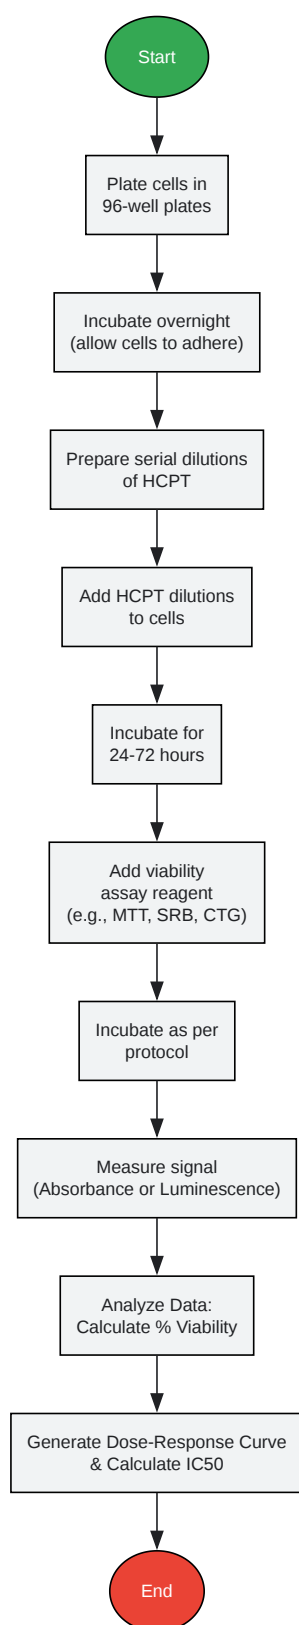 Start
Plate cells in
96-well plates
Incubate overnight
(allow cells to adhere)
Prepare serial dilutions
of HCPT
Add HCPT dilutions
to cells
Incubate for
24-72 hours
Add viability
assay reagent
(e.g., MTT, SRB, CTG)
Incubate as per
protocol
Measure signal
(Absorbance or Luminescence)
Analyze Data:
Calculate % Viability
Generate Dose-Response Curve
& Calculate IC50
End